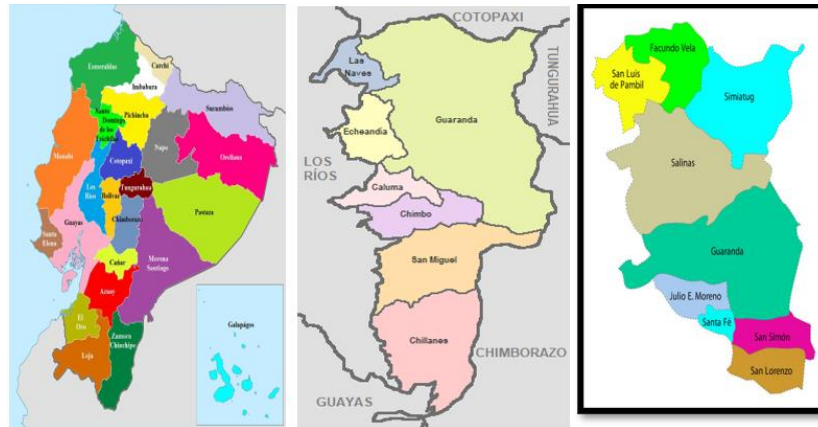 Esmeraldas
Carchi
Imbabura
Santo
Domingo
de los
Tsáchilas
Pichincha
Sucumbíos
Manabí
Napo
Orellana
Cotopaxi
Los
Ríos
Bolívar
Tungurahua
Pastaza
Guayas
Chimborazo
Santa
Elena
Cañar
Morona
Santiago
Azuay
El
Oro
Loja
Zamora
Chinchipe
Galápagos
COTOPAXI
Las
Naves
TUNGURAHUA
Guaranda
Echeandia
LOS
RÍOS
Caluma
Chimbo
San Miguel
Chillanes
CHIMBORAZO
GUAYAS
Facundo Vela
San Luis
de Pambil
Simiatug
Salinas
Guaranda
Julio E. Moreno
Santa Fé
San Simón
San Lorenzo